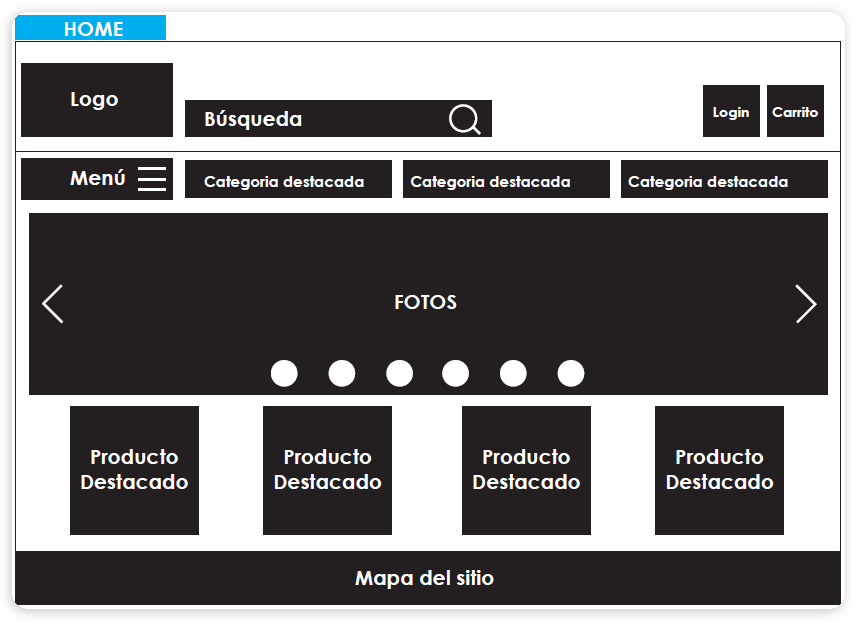 HOME
Logo
Búsqueda
Login
Carrito
Menú
Categoria destacada
Categoria destacada
Categoria destacada
FOTOS
Producto
Destacado
Producto
Destacado
Producto
Destacado
Producto
Destacado
Mapa del sitio